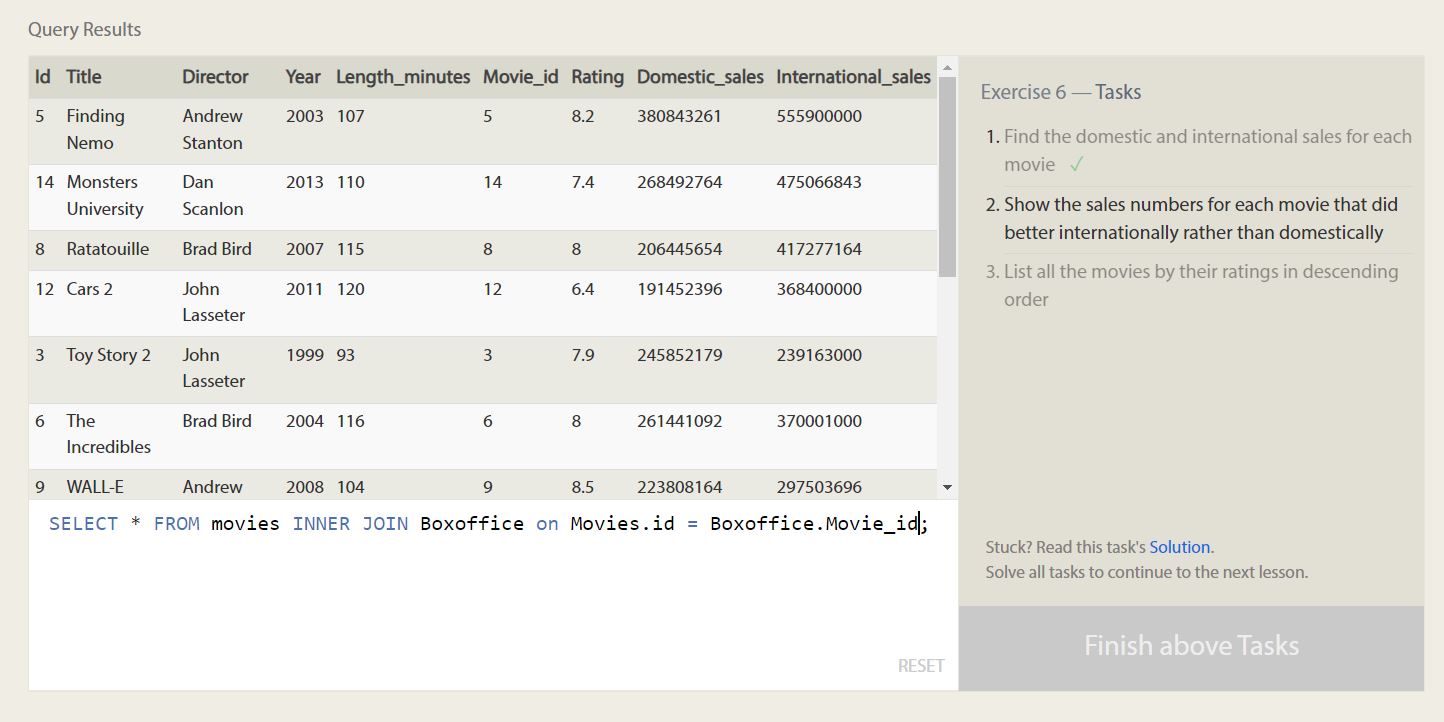 Query Results
Id Title Director Year Length_minutes Movie_id Rating Domestic_sales International_sales
5 Finding Andrew 2003 107 5 8.2 380843261 555900000
Nemo Stanton
14 Monsters Dan 2013 110 14 7.4 268492764 475066843
University Scanlon
8 Ratatouille Brad Bird 2007 115 8 8 206445654 417277164
12 Cars 2 John 2011 120 12 6.4 191452396 368400000
Lasseter
3 Toy Story 2 John 1999 93 3 7.9 245852179 239163000
Lasseter
6 The Brad Bird 2004 116 6 8 261441092 370001000
Incredibles
9 WALL-E Andrew 2008 104 9 8.5 223808164 297503696
SELECT * FROM movies INNER JOIN Boxoffice on Movies.id = Boxoffice.Movie_id;
RESET
Exercise 6 — Tasks
1. Find the domestic and international sales for each
movie ✓
2. Show the sales numbers for each movie that did
better internationally rather than domestically
3. List all the movies by their ratings in descending
order
Stuck? Read this task's Solution.
Solve all tasks to continue to the next lesson.
Finish above Tasks